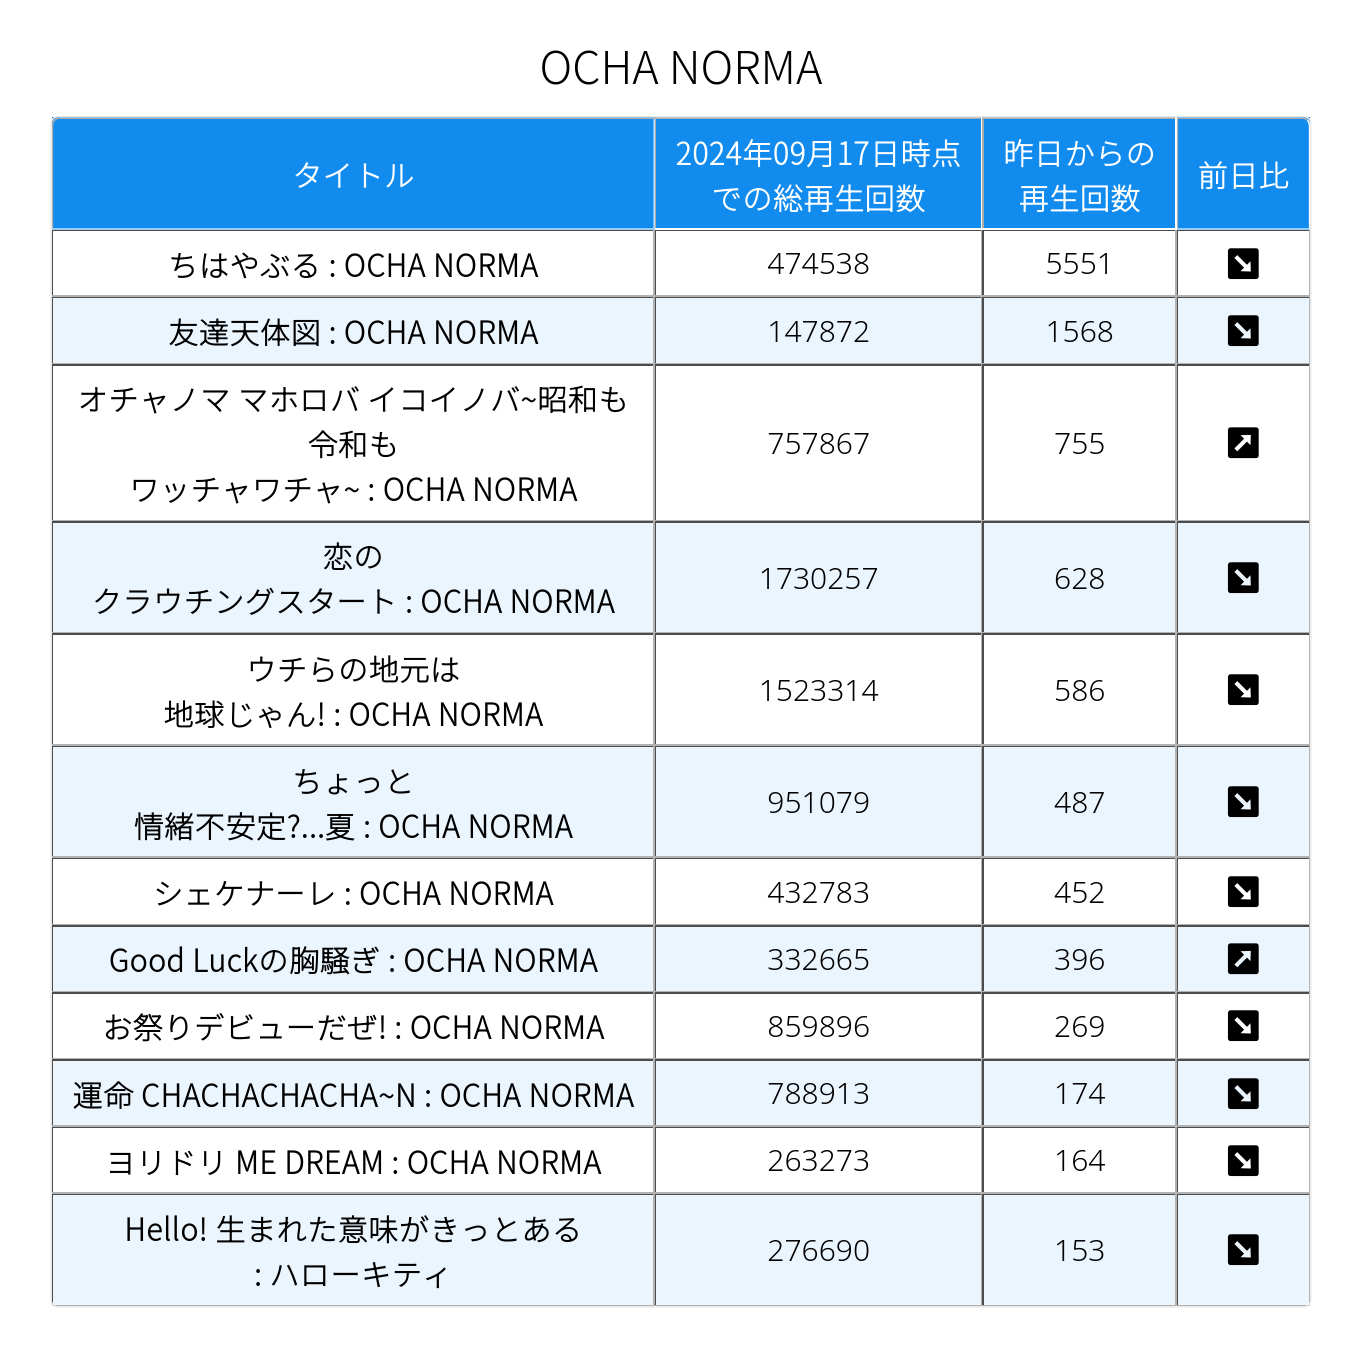 OCHA NORMA
タイトル
2024年09月17日時点
での総再生回数
昨日からの
再生回数
前日比
ちはやぶる : OCHA NORMA
474538
5551
友達天体図 : OCHA NORMA
147872
1568
オチャノマ マホロバ イコイノバ~昭和も
令和も
ワッチャワチャ~ : OCHA NORMA
757867
755
恋の
クラウチングスタート : OCHA NORMA
1730257
628
ウチらの地元は
地球じゃん! : OCHA NORMA
1523314
586
ちょっと
情緒不安定?...夏 : OCHA NORMA
951079
487
シェケナーレ : OCHA NORMA
432783
452
Good Luckの胸騒ぎ : OCHA NORMA
332665
396
お祭りデビューだぜ! : OCHA NORMA
859896
269
運命 CHACHACHACHA~N : OCHA NORMA
788913
174
ヨリドリ ME DREAM : OCHA NORMA
263273
164
Hello! 生まれた意味がきっとある
: ハローキティ
276690
153